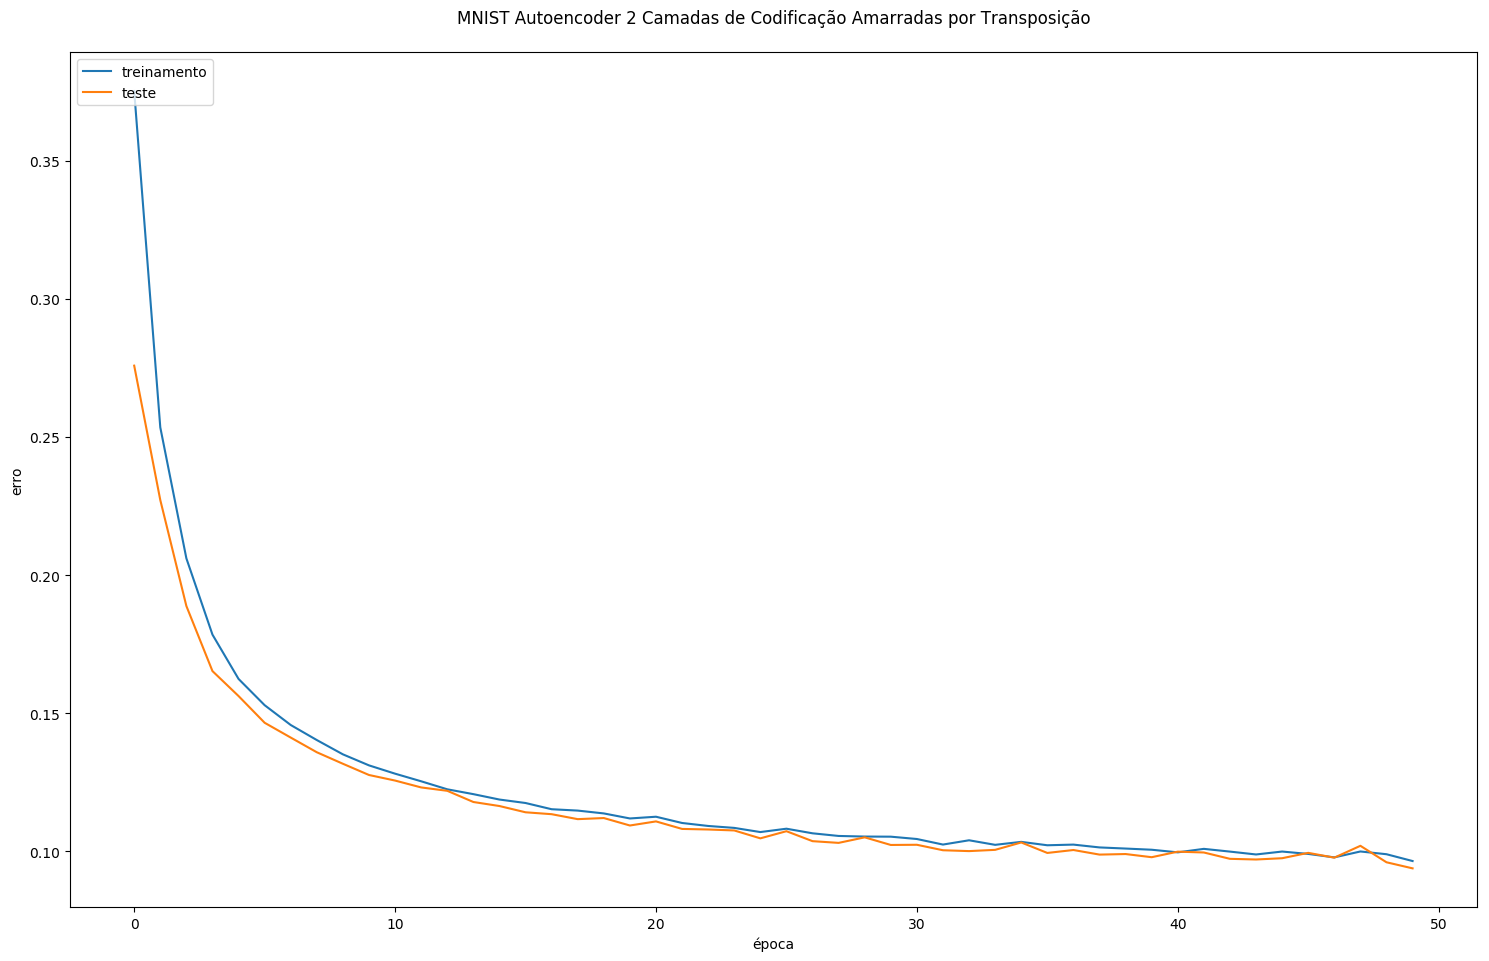 MNIST Autoencoder 2 Camadas de Codificação Amarradas por Transposição
treinamento
teste
0.35
0.30
0.25
0.20
0.15
0.10
erro
0
10
20
30
40
50
época